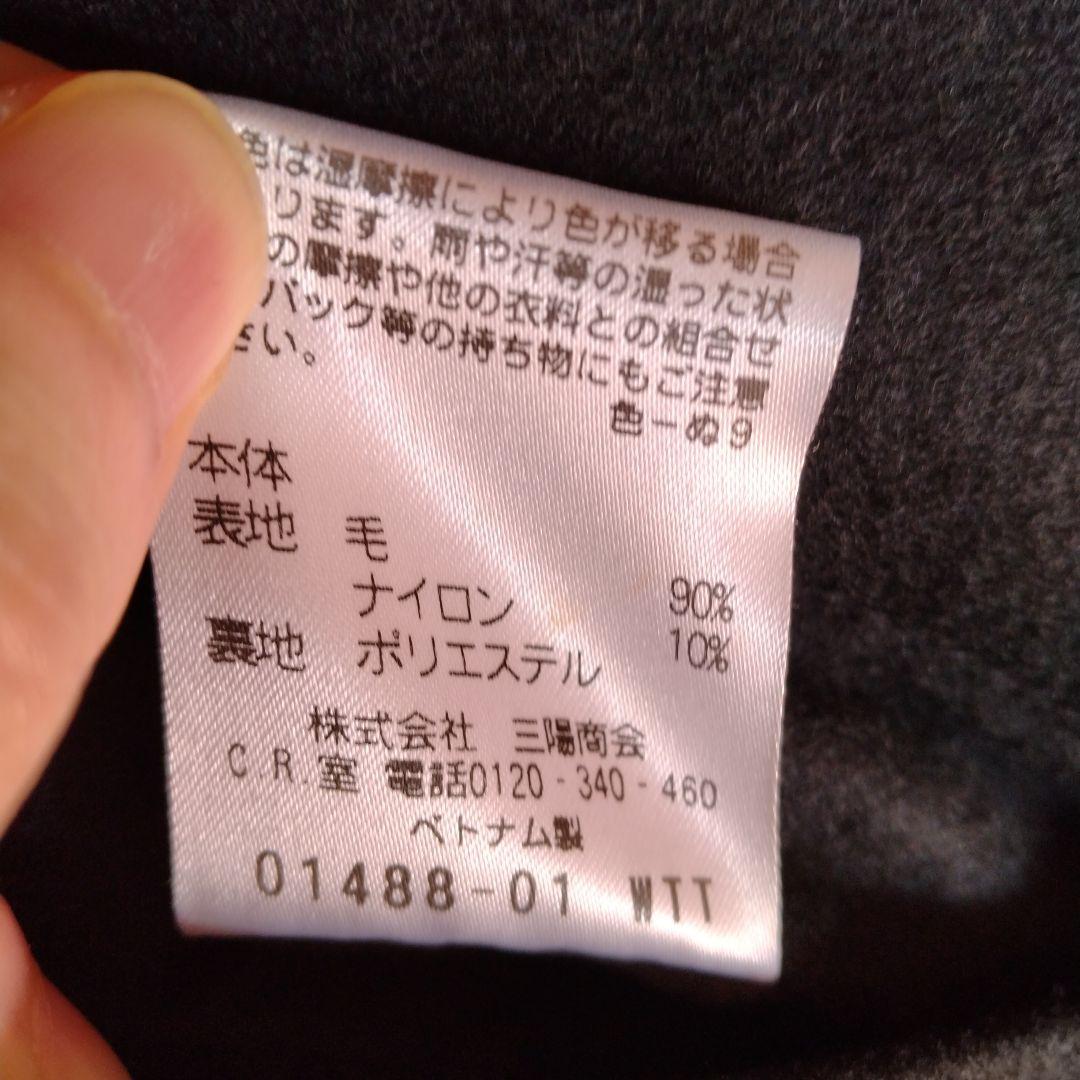 色は湿摩擦により色が移る場合
ります。雨や汗等の湿った状
の摩擦や他の衣料との組合せ
バック等の持ち物にもご注意
さい。
色ーぬ9
本体
表地 毛 90%
ナイロン 10%
裏地 ポリエステル
株式会社 三陽商会
C.R.室 電話0120-340-460
ベトナム製
01488-01 WTT